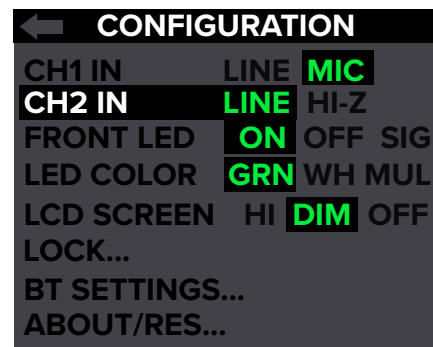 CONFIGURATION
CH1 IN LINE MIC
CH2 IN LINE HI-Z
FRONT LED ON OFF SIG
LED COLOR GRN WH MUL
LCD SCREEN HI DIM OFF
LOCK...
BT SETTINGS...
ABOUT/RES...